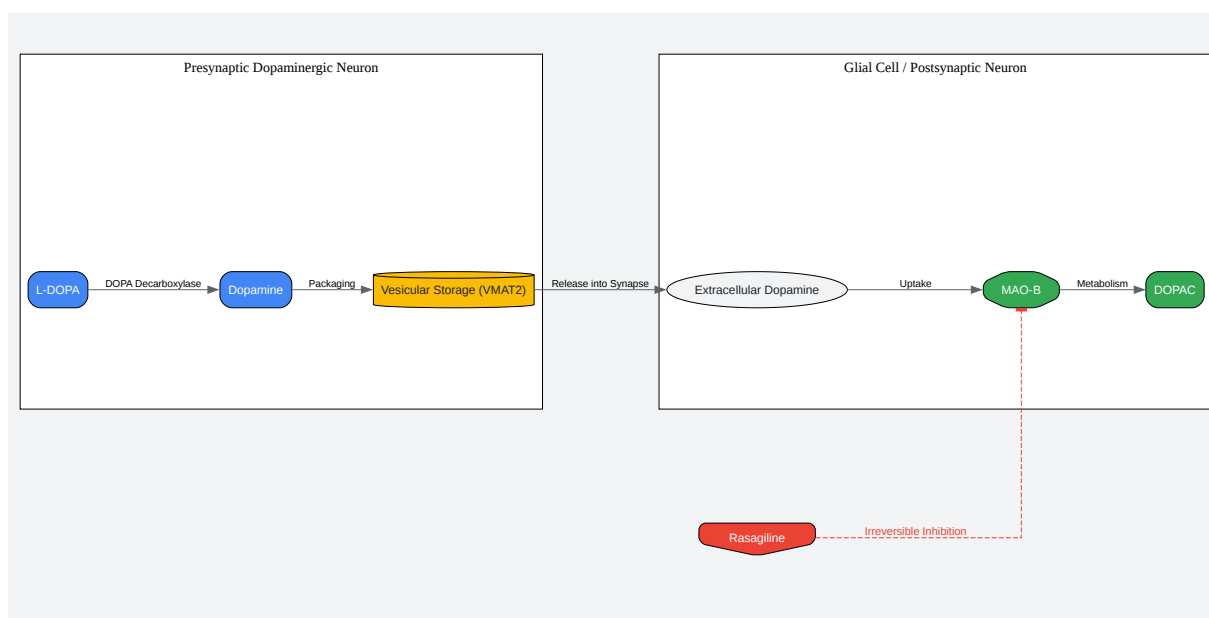 Presynaptic Dopaminergic Neuron
Glial Cell / Postsynaptic Neuron
L-DOPA
DOPA Decarboxylase
Dopamine
Packaging
Vesicular Storage (VMAT2)
Release into Synapse
Extracellular Dopamine
Uptake
MAO-B
Metabolism
DOPAC
Rasagiline
Irreversible Inhibition